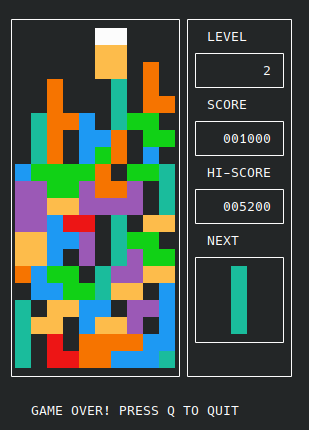 LEVEL
2
SCORE
001000
HI-SCORE
005200
NEXT
GAME OVER! PRESS Q TO QUIT